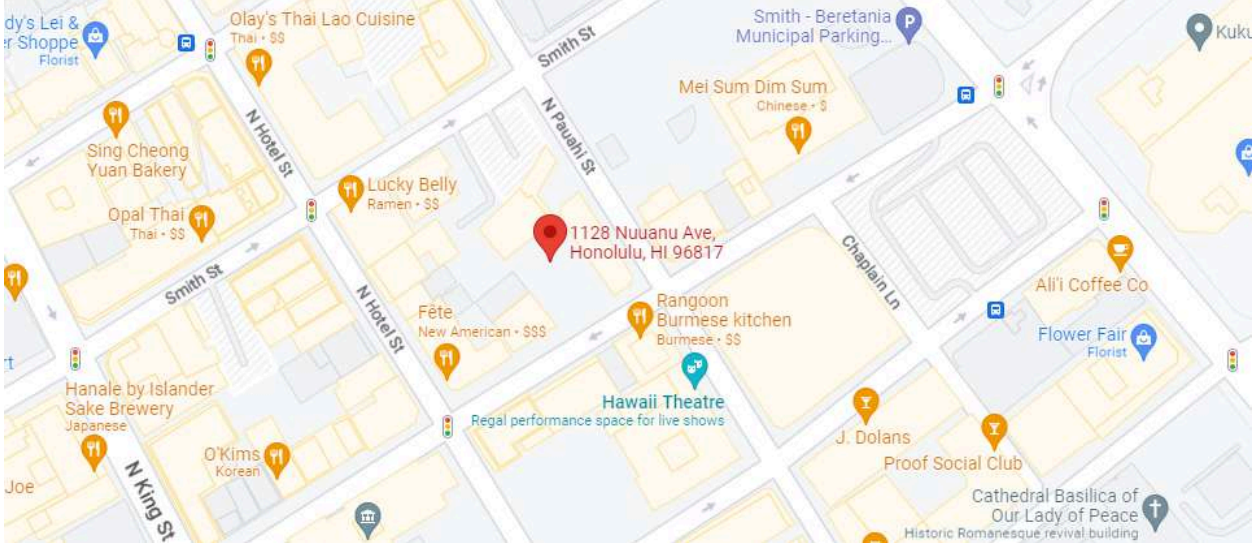 dy's Lei &
er Shoppe
Florist
Olay's Thai Lao Cuisine
Thai • $$
Smith St
Smith - Beretania
Municipal Parking...
P
Kuku
Mei Sum Dim Sum
Chinese • $
N Hotel St
N Pauahi St
Sing Cheong
Yuan Bakery
Lucky Belly
Ramen • $$
Opal Thai
Thai • $$
1128 Nuuanu Ave,
Honolulu, HI 96817
Smith St
N Hotel St
Chaplain Ln
Ali'i Coffee Co
Fête
New American • $$$
Rangoon
Burmese kitchen
Burmese • $$
Flower Fair
Florist
rt
Hanale by Islander
Sake Brewery
Japanese
Hawaii Theatre
Regal performance space for live shows
J. Dolans
O'Kims
Korean
Proof Social Club
Joe
N King St
Cathedral Basilica of
Our Lady of Peace
Historic Romanesque revival building